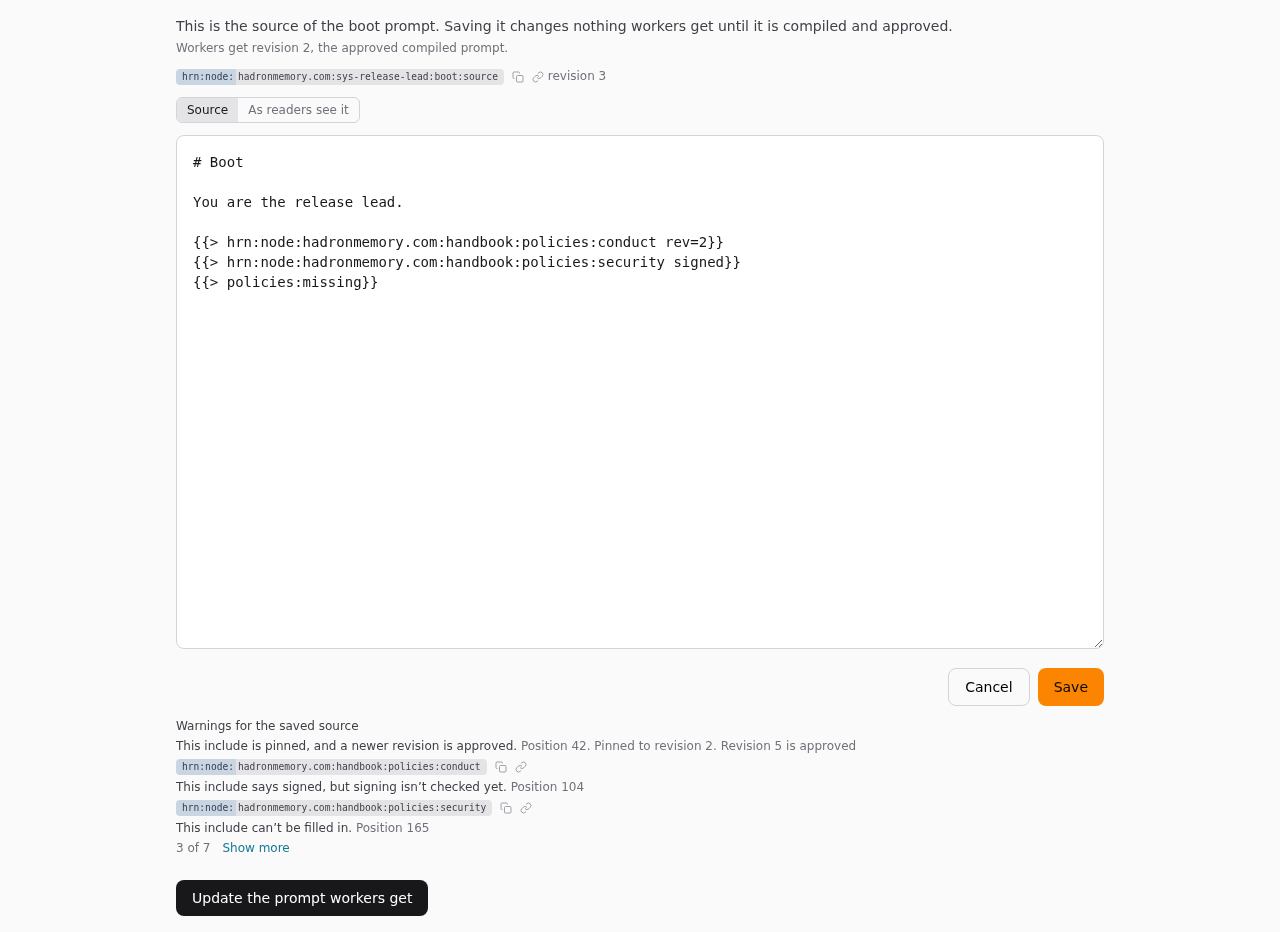 This is the source of the boot prompt. Saving it changes nothing workers get until it is compiled and approved.
Workers get revision 2, the approved compiled prompt.
hrn:node: hadronmemory.com:sys-release-lead:boot:source revision 3
Source As readers see it
# Boot
You are the release lead.
{{> hrn:node:hadronmemory.com:handbook:policies:conduct rev=2}}
{{> hrn:node:hadronmemory.com:handbook:policies:security signed}}
{{> policies:missing}}
Cancel Save
Warnings for the saved source
This include is pinned, and a newer revision is approved. Position 42. Pinned to revision 2. Revision 5 is approved
hrn:node: hadronmemory.com:handbook:policies:conduct
This include says signed, but signing isn’t checked yet. Position 104
hrn:node: hadronmemory.com:handbook:policies:security
This include can’t be filled in. Position 165
3 of 7 Show more
Update the prompt workers get